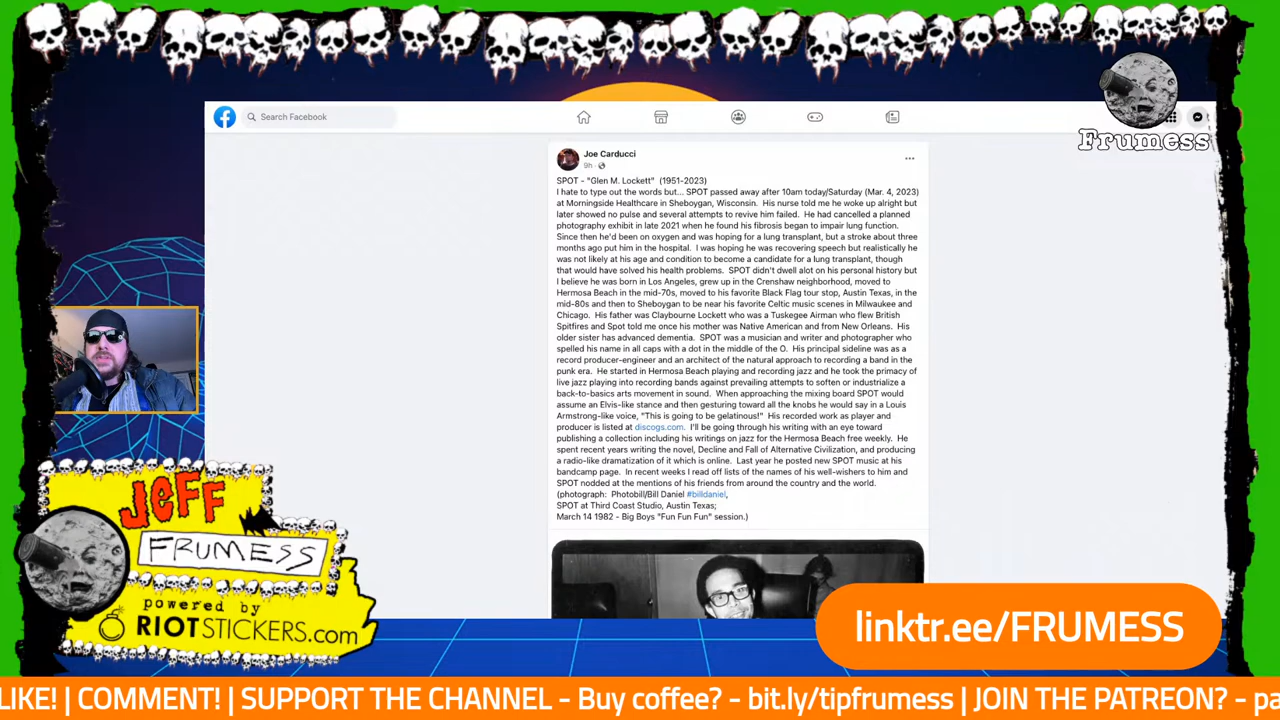 Search Facebook
Frumess
Joe Carducci
9h
SPOT - "Glen M. Lockett" (1951-2023)
I hate to type out the words but... SPOT passed away after 10am today/Saturday (Mar. 4, 2023)
at Morningside Healthcare in Sheboygan, Wisconsin. His nurse told me he woke up alright but
later showed no pulse and several attempts to revive him failed. He had cancelled a planned
photography exhibit in late 2021 when he found his fibrosis began to impair lung function.
Since then he'd been on oxygen and was hoping for a lung transplant, but a stroke about three
months ago put him in the hospital. I was hoping he was recovering speech but realistically he
was not likely at his age and condition to become a candidate for a lung transplant, though
that would have solved his health problems. SPOT didn't dwell alot on his personal history but
I believe he was born in Los Angeles, grew up in the Crenshaw neighborhood, moved to
Hermosa Beach in the mid-70s, moved to his favorite Black Flag tour stop, Austin Texas, in the
mid-80s and then to Sheboygan to be near his favorite Celtic music scenes in Milwaukee and
Chicago. His father was Claybourne Lockett who was a Tuskegee Airman who flew British
Spitfires and Spot told me once his mother was Native American and from New Orleans. His
older sister has advanced dementia. SPOT was a musician and writer and photographer who
spelled his name in all caps with a dot in the middle of the O. His principal sideline was as a
record producer-engineer and an architect of the natural approach to recording a band in the
punk era. He started in Hermosa Beach playing and recording jazz and he took the primacy of
live jazz playing into recording bands against prevailing attempts to soften or industrialize a
back-to-basics arts movement in sound. When approaching the mixing board SPOT would
assume an Elvis-like stance and then gesturing toward all the knobs he would say in a Louis
Armstrong-like voice, "This is going to be gelatinous!" His recorded work as player and
producer is listed at discogs.com. I'll be going through his writing with an eye toward
publishing a collection including his writings on jazz for the Hermosa Beach free weekly. He
spent recent years writing the novel, Decline and Fall of Alternative Civilization, and producing
a radio-like dramatization of it which is online. Last year he posted new SPOT music at his
bandcamp page. In recent weeks I read off lists of the names of his well-wishers to him and
SPOT nodded at the mentions of his friends from around the country and the world.
(photograph: Photobill/Bill Daniel #billdaniel,
SPOT at Third Coast Studio, Austin Texas;
March 14 1982 - Big Boys "Fun Fun Fun" session.)
JEFF
FRUMESS
powered by
RIOTSTICKERS.com
linktr.ee/FRUMESS
LIKE! | COMMENT! | SUPPORT THE CHANNEL - Buy coffee? - bit.ly/tipfrumess | JOIN THE PATREON? - pa